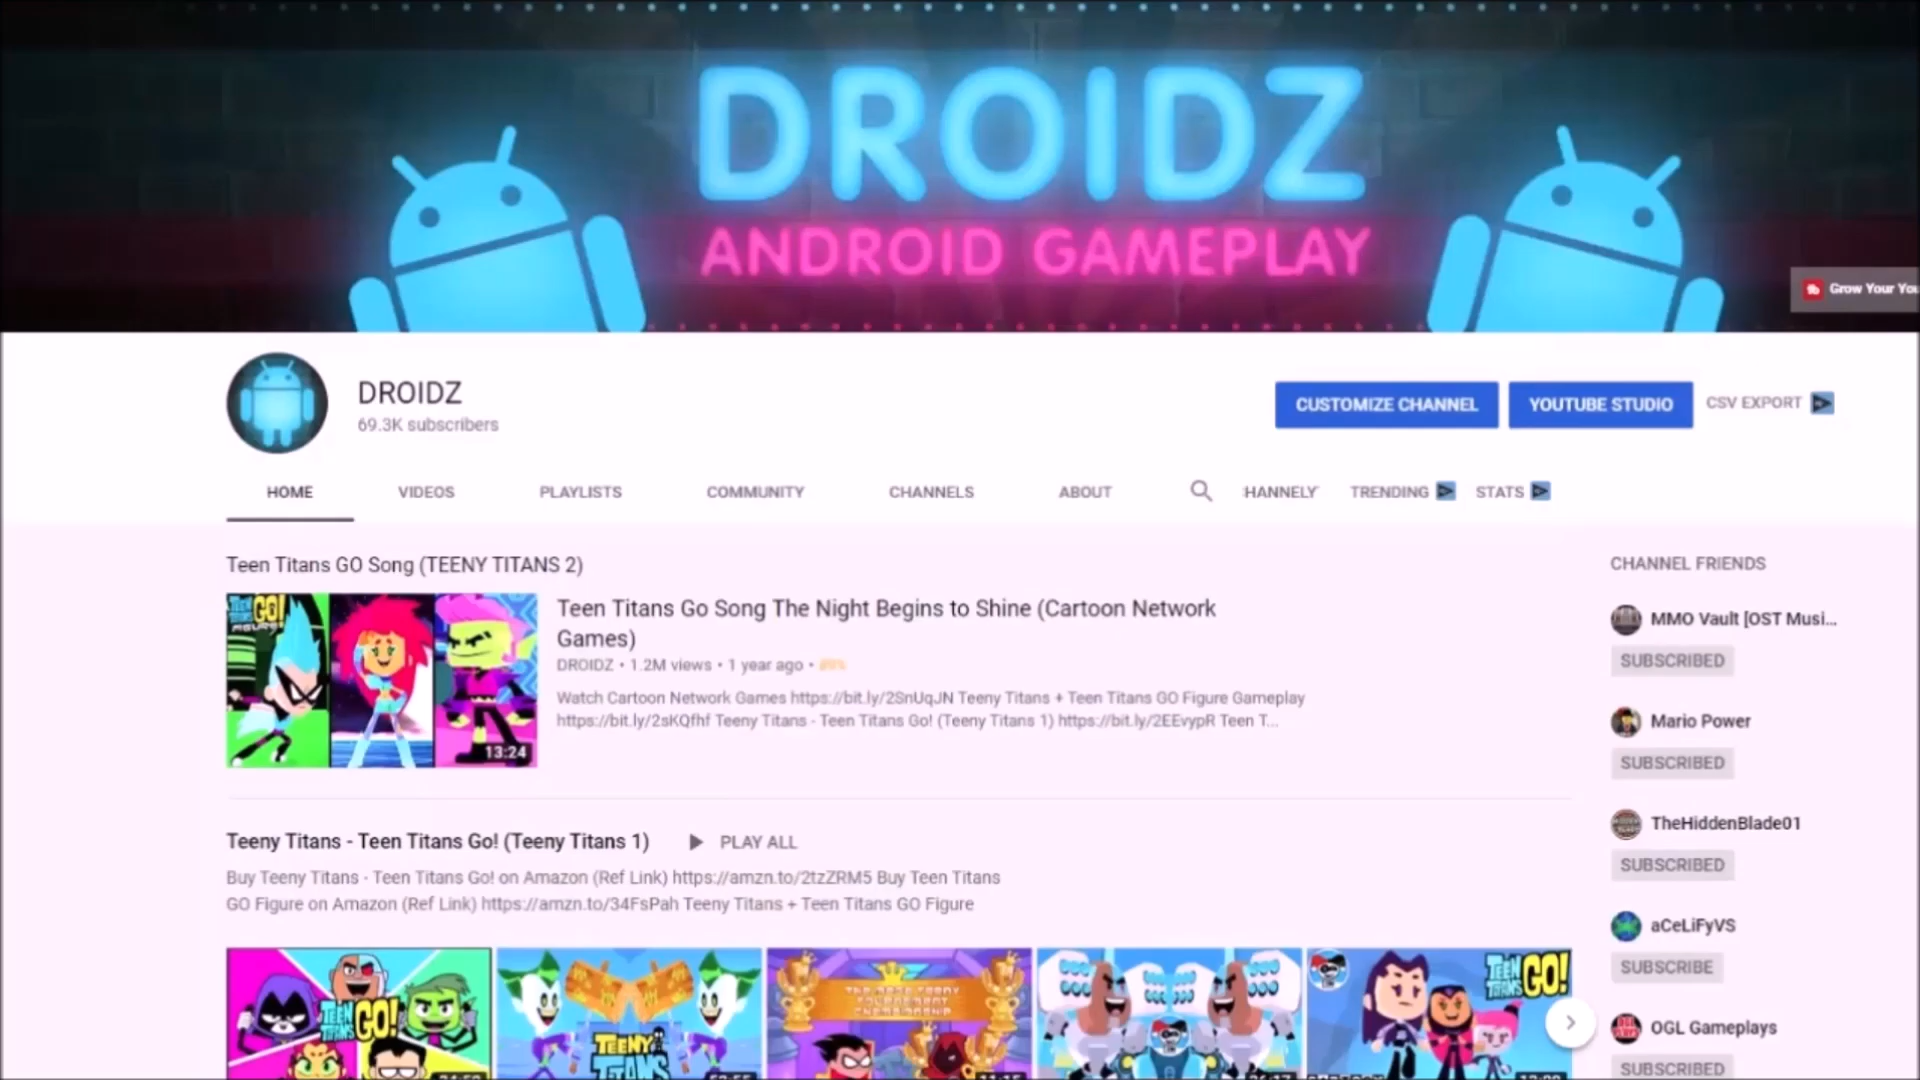 DROIDZ
ANDROID GAMEPLAY
Grow Your You
DROIDZ
69.3K subscribers
CUSTOMIZE CHANNEL
YOUTUBE STUDIO
CSV EXPORT
HOME
VIDEOS
PLAYLISTS
COMMUNITY
CHANNELS
ABOUT
HANNELY
TRENDING
STATS
Teen Titans GO Song (TEENY TITANS 2)
TEEN TITANS GO!
FIGURE
13:24
Teen Titans Go Song The Night Begins to Shine (Cartoon Network
Games)
DROIDZ • 1.2M views • 1 year ago •
Watch Cartoon Network Games https://bit.ly/2SnUqJN Teeny Titans + Teen Titans GO Figure Gameplay
https://bit.ly/2sKQfhf Teeny Titans - Teen Titans Go! (Teeny Titans 1) https://bit.ly/2EEvypR Teen T...
Teeny Titans - Teen Titans Go! (Teeny Titans 1)
PLAY ALL
Buy Teeny Titans - Teen Titans Go! on Amazon (Ref Link) https://amzn.to/2tzZRM5 Buy Teen Titans
GO Figure on Amazon (Ref Link) https://amzn.to/34FsPah Teeny Titans + Teen Titans GO Figure
TEEN TITANS GO!
TEENY TITANS
TEEN TITANS GO!
CHANNEL FRIENDS
MMO Vault [OST Musi...
SUBSCRIBED
Mario Power
SUBSCRIBED
TheHiddenBlade01
SUBSCRIBED
aCeLiFyVS
SUBSCRIBE
OGL Gameplays
SUBSCRIBED